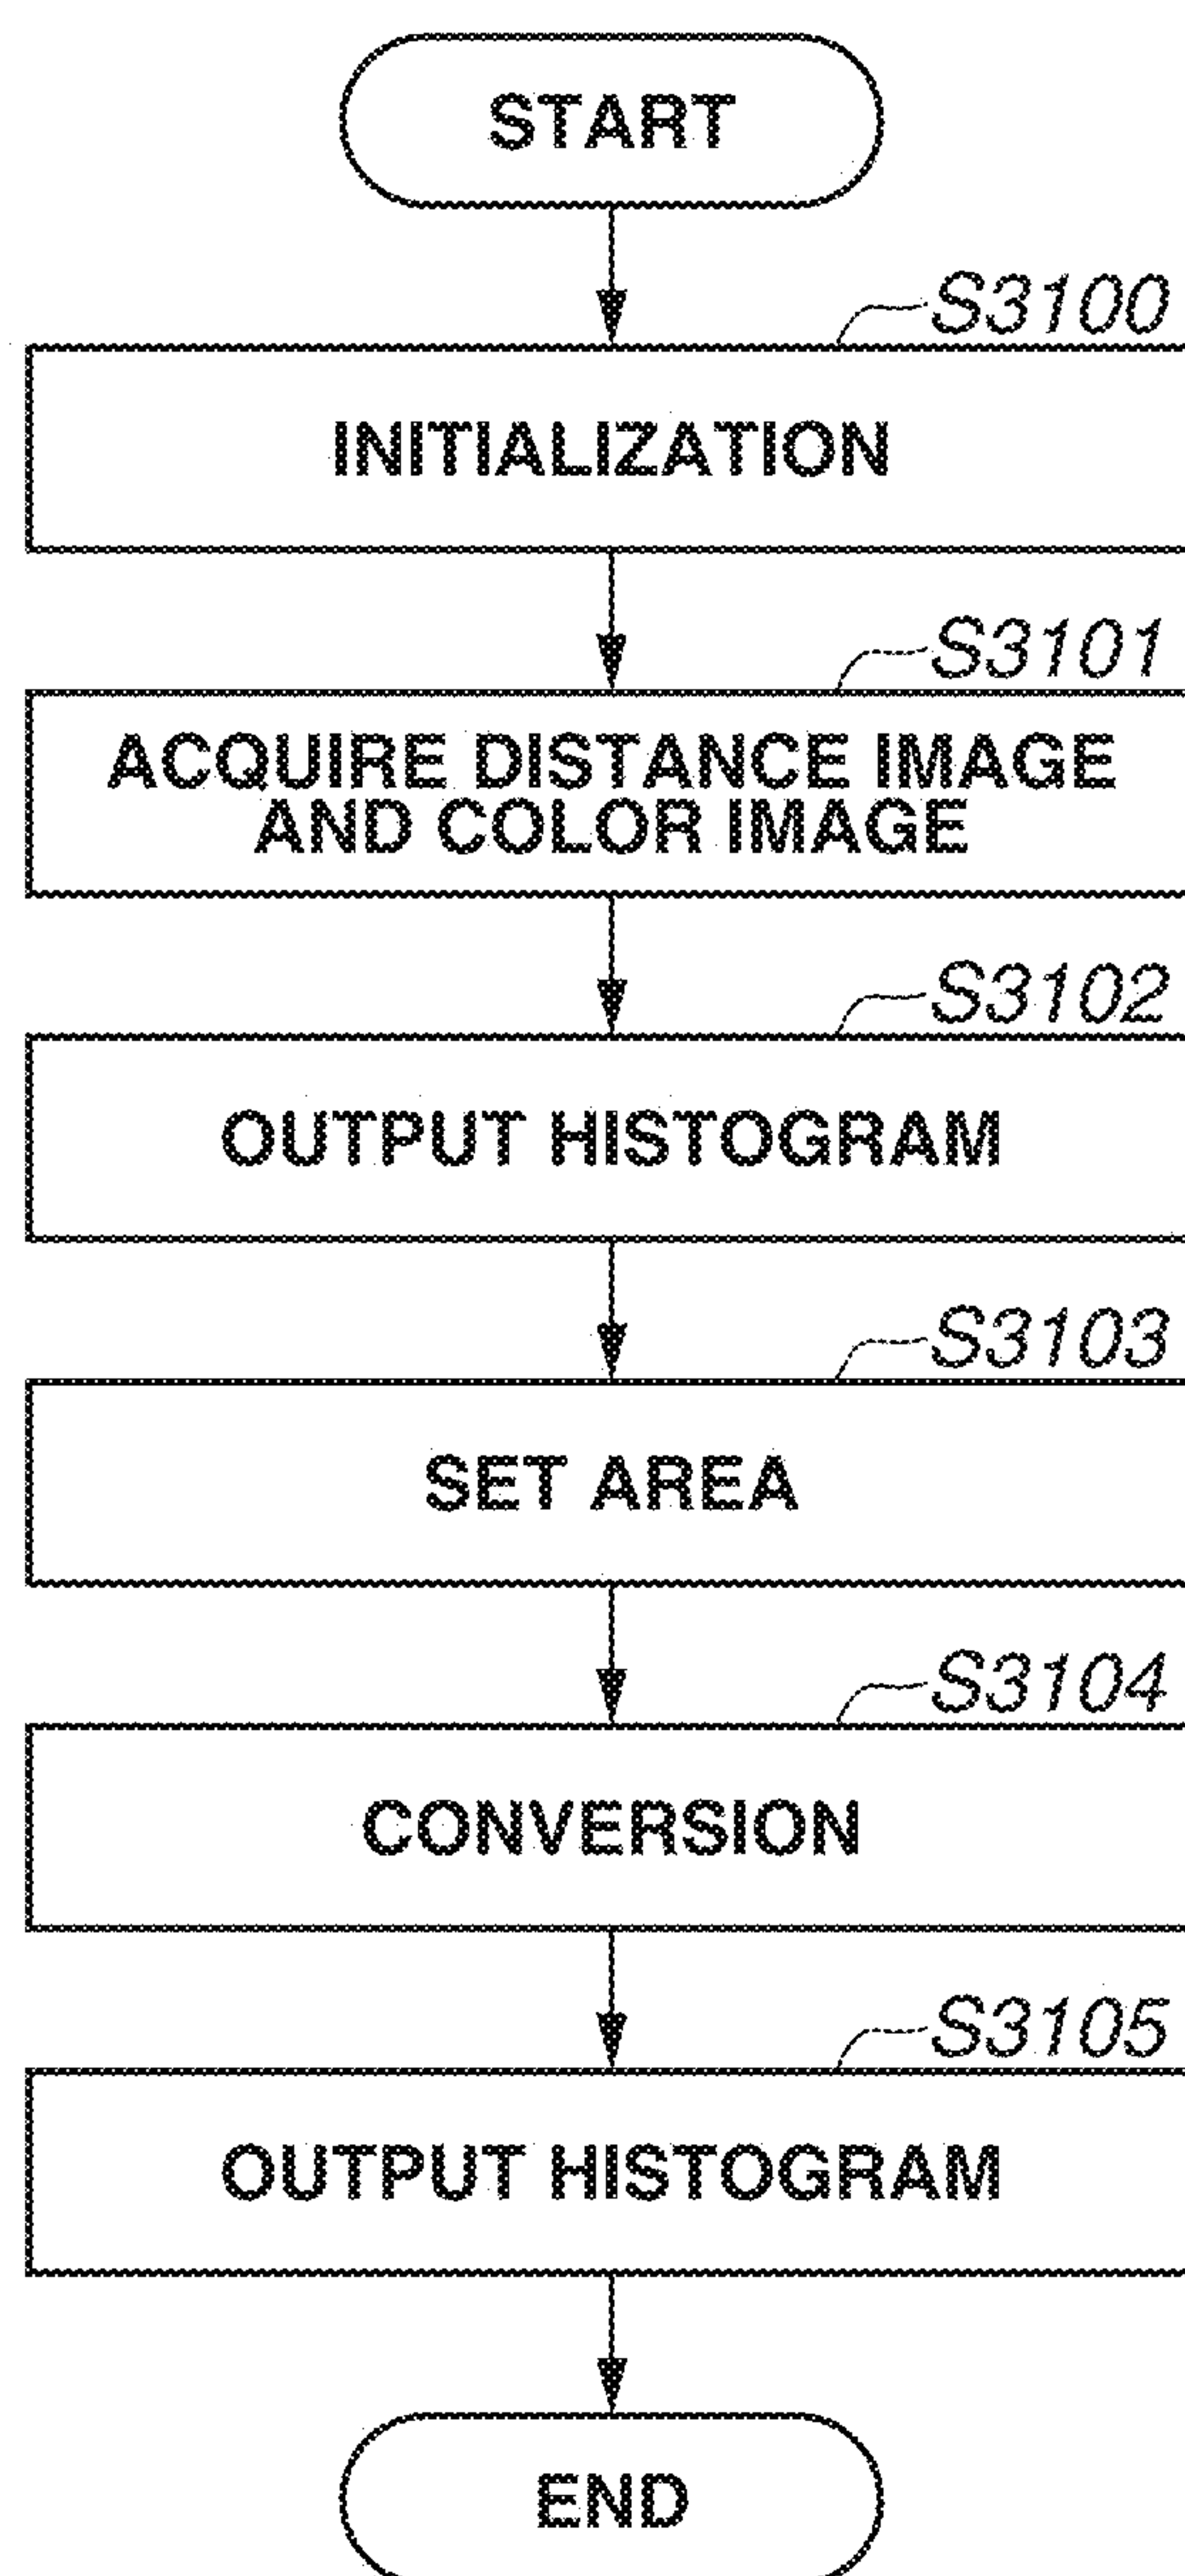 START
S3100
INITIALIZATION
S3101
ACQUIRE DISTANCE IMAGE
AND COLOR IMAGE
S3102
OUTPUT HISTOGRAM
S3103
SET AREA
S3104
CONVERSION
S3105
OUTPUT HISTOGRAM
END